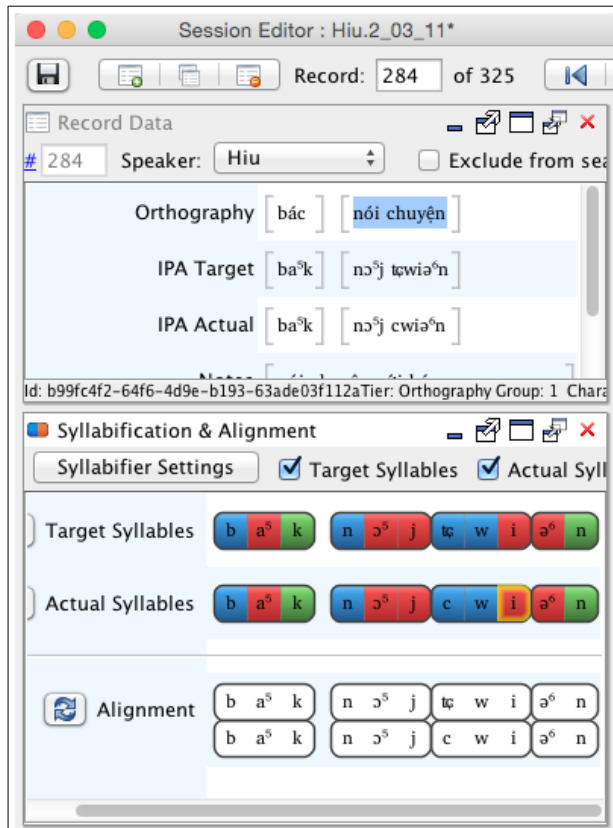 Session Editor : Hiu.2_03_11*
Record: 284 of 325
Record Data
# 284 Speaker: Hiu Exclude from sea
Orthography bác nói chuyện
IPA Target ba⁵k nɔ⁵j tɕwiə⁶n
IPA Actual ba⁵k nɔ⁵j cwiə⁶n
Id: b99fc4f2-64f6-4d9e-b193-63ade03f112aTier: Orthography Group: 1 Chara
Syllabification & Alignment
Syllabifier Settings Target Syllables Actual Syll
Target Syllables b a⁵ k n ɔ⁵ j tɕ w i ə⁶ n
Actual Syllables b a⁵ k n ɔ⁵ j c w i ə⁶ n
Alignment b a⁵ k n ɔ⁵ j tɕ w i ə⁶ n
b a⁵ k n ɔ⁵ j c w i ə⁶ n